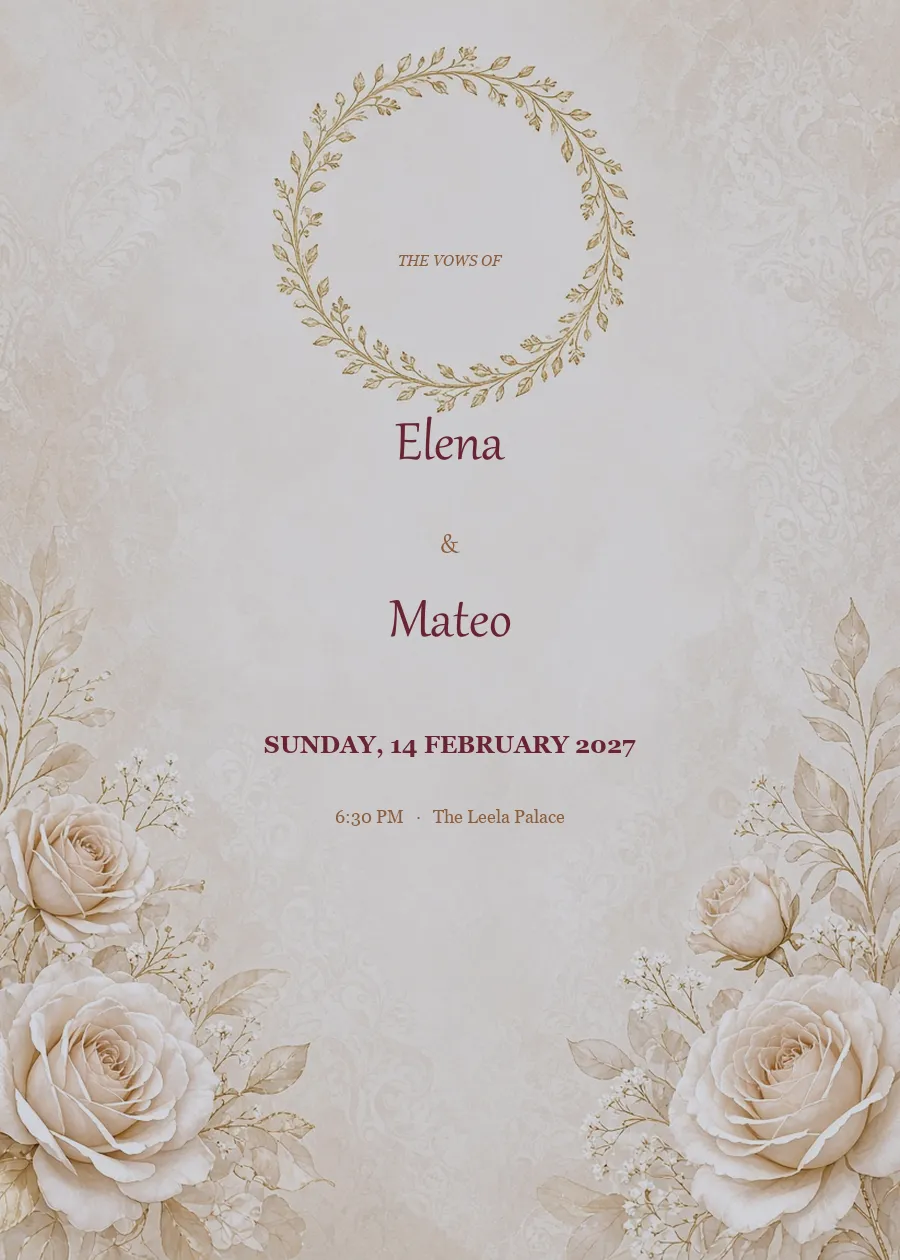 THE VOWS OF
Elena
&
Mateo
SUNDAY, 14 FEBRUARY 2027
6:30 PM · The Leela Palace